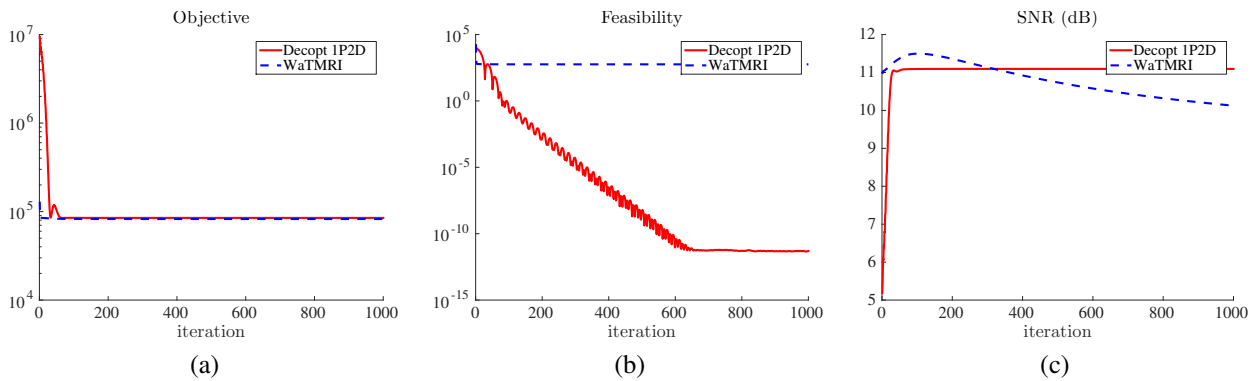 Objective
10^7
10^6
10^5
10^4
0
200
400
600
800
1000
iteration
Decopt 1P2D
WaTMRI
(a)
Feasibility
10^5
10^0
10^-5
10^-10
10^-15
0
200
400
600
800
1000
iteration
Decopt 1P2D
WaTMRI
(b)
SNR (dB)
12
11
10
9
8
7
6
5
0
200
400
600
800
1000
iteration
Decopt 1P2D
WaTMRI
(c)